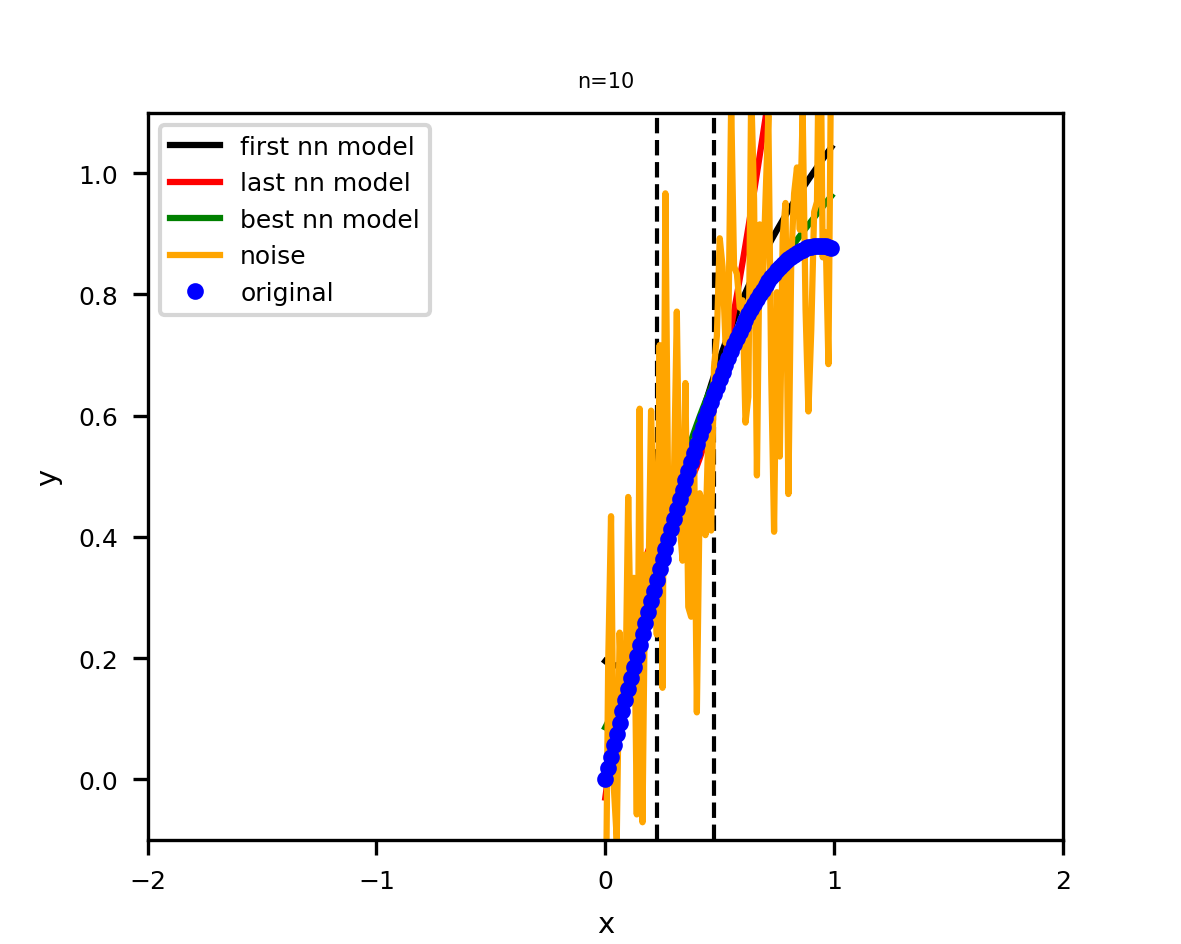 n=10
first nn model
last nn model
best nn model
noise
original
1.0
0.8
0.6
0.4
0.2
0.0
y
−2
−1
0
1
2
x